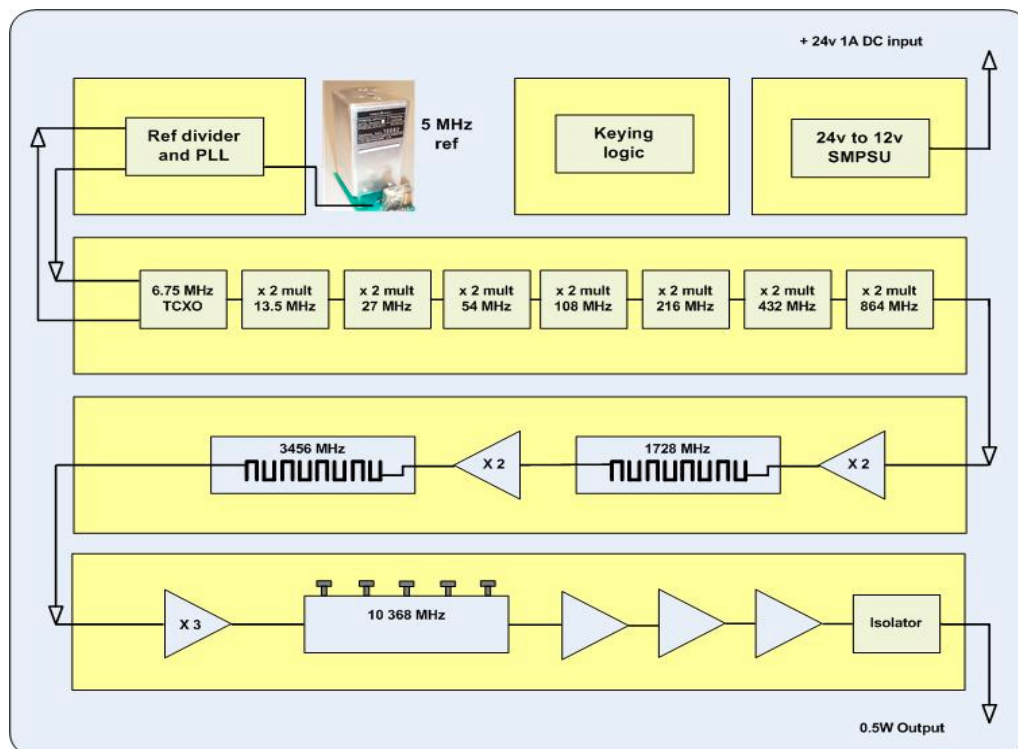 + 24v 1A DC input
Ref divider
and PLL
5 MHz
ref
Keying
logic
24v to 12v
SMPSU
6.75 MHz
TCXO
x 2 mult
13.5 MHz
x 2 mult
27 MHz
x 2 mult
54 MHz
x 2 mult
108 MHz
x 2 mult
216 MHz
x 2 mult
432 MHz
x 2 mult
864 MHz
3456 MHz
X 2
1728 MHz
X 2
X 3
10 368 MHz
Isolator
0.5W Output